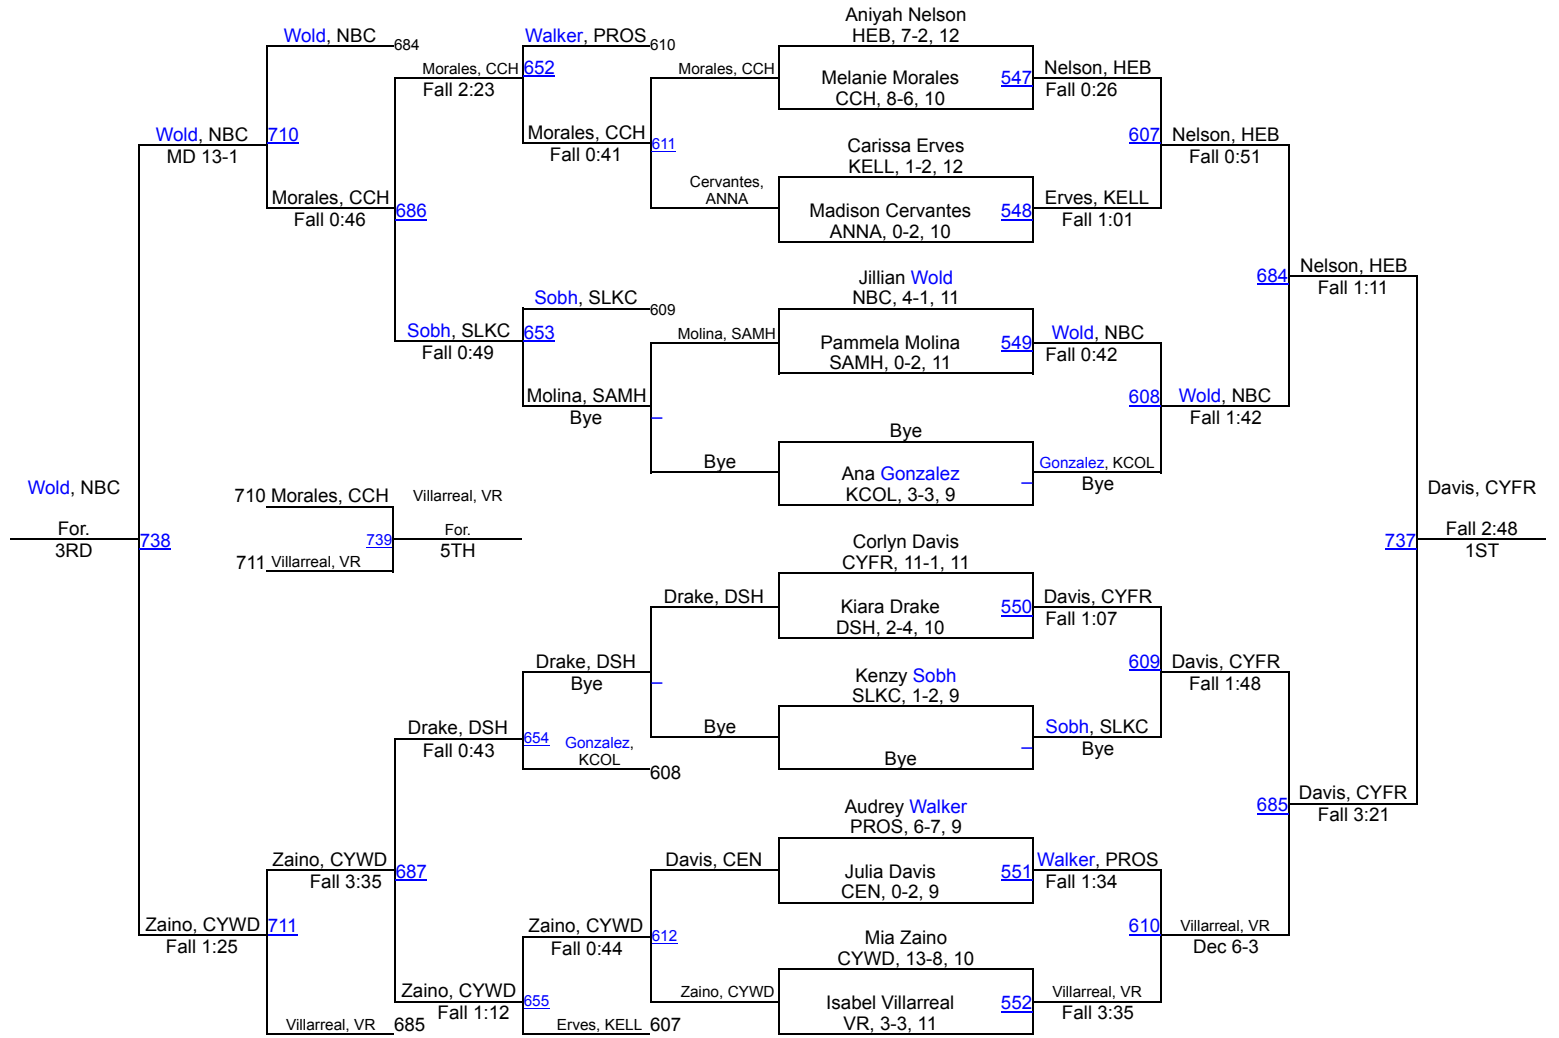 Aniyah Nelson
HEB, 7-2, 12
Wold, NBC
684
Walker, PROS
610
Morales, CCH
652
Fall 2:23
Morales, CCH
Melanie Morales
CCH, 8-6, 10
547
Nelson, HEB
Fall 0:26
Wold, NBC
MD 13-1
710
Morales, CCH
Fall 0:41
611
Carissa Erves
KELL, 1-2, 12
607
Nelson, HEB
Fall 0:51
Morales, CCH
Fall 0:46
686
Cervantes,
ANNA
Madison Cervantes
ANNA, 0-2, 10
548
Erves, KELL
Fall 1:01
Jillian Wold
NBC, 4-1, 11
684
Nelson, HEB
Fall 1:11
Sobh, SLKC
609
Sobh, SLKC
Fall 0:49
653
Molina, SAMH
Pammela Molina
SAMH, 0-2, 11
549
Wold, NBC
Fall 0:42
Molina, SAMH
Bye
608
Wold, NBC
Fall 1:42
Bye
Bye
Ana Gonzalez
KCOL, 3-3, 9
Gonzalez, KCOL
Bye
Wold, NBC
For.
3RD
738
710 Morales, CCH
711 Villarreal, VR
739
Villarreal, VR
For.
5TH
Davis, CYFR
Fall 2:48
1ST
737
Corlyn Davis
CYFR, 11-1, 11
Drake, DSH
Kiara Drake
DSH, 2-4, 10
550
Davis, CYFR
Fall 1:07
Drake, DSH
Bye
Kenzy Sobh
SLKC, 1-2, 9
609
Davis, CYFR
Fall 1:48
Drake, DSH
Fall 0:43
654
Gonzalez,
KCOL
608
Bye
Bye
Sobh, SLKC
Bye
Audrey Walker
PROS, 6-7, 9
685
Davis, CYFR
Fall 3:21
Zaino, CYWD
Fall 3:35
687
Davis, CEN
Julia Davis
CEN, 0-2, 9
551
Walker, PROS
Fall 1:34
Zaino, CYWD
Fall 1:25
711
Zaino, CYWD
Fall 0:44
612
Mia Zaino
CYWD, 13-8, 10
610
Villarreal, VR
Dec 6-3
Zaino, CYWD
Fall 1:12
655
Zaino, CYWD
Isabel Villarreal
VR, 3-3, 11
552
Villarreal, VR
Fall 3:35
Villarreal, VR
685
Erves, KELL
607